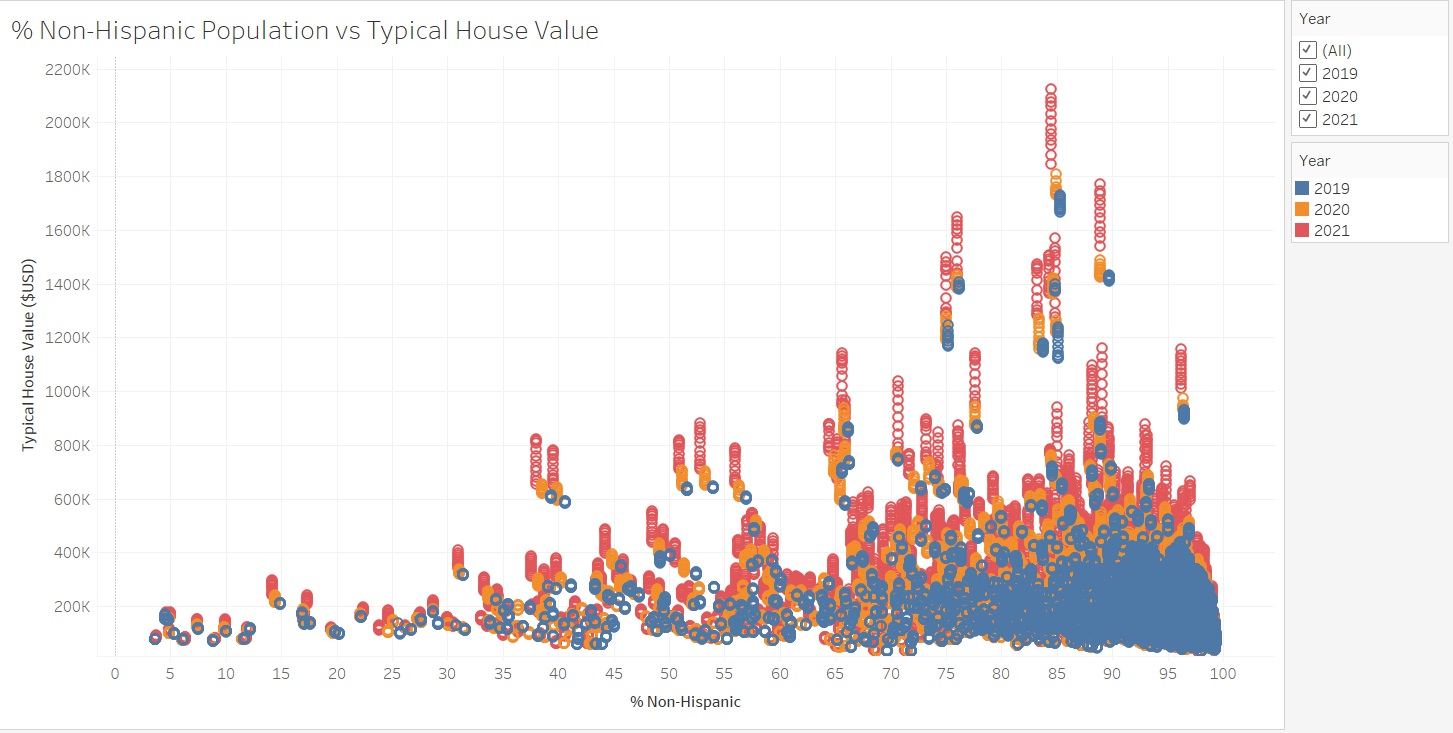 % Non-Hispanic Population vs Typical House Value
2200K
2000K
1800K
1600K
1400K
1200K
1000K
800K
600K
400K
200K
Typical House Value ($USD)
0 5 10 15 20 25 30 35 40 45 50 55 60 65 70 75 80 85 90 95 100
% Non-Hispanic
Year
(All)
2019
2020
2021
Year
2019
2020
2021